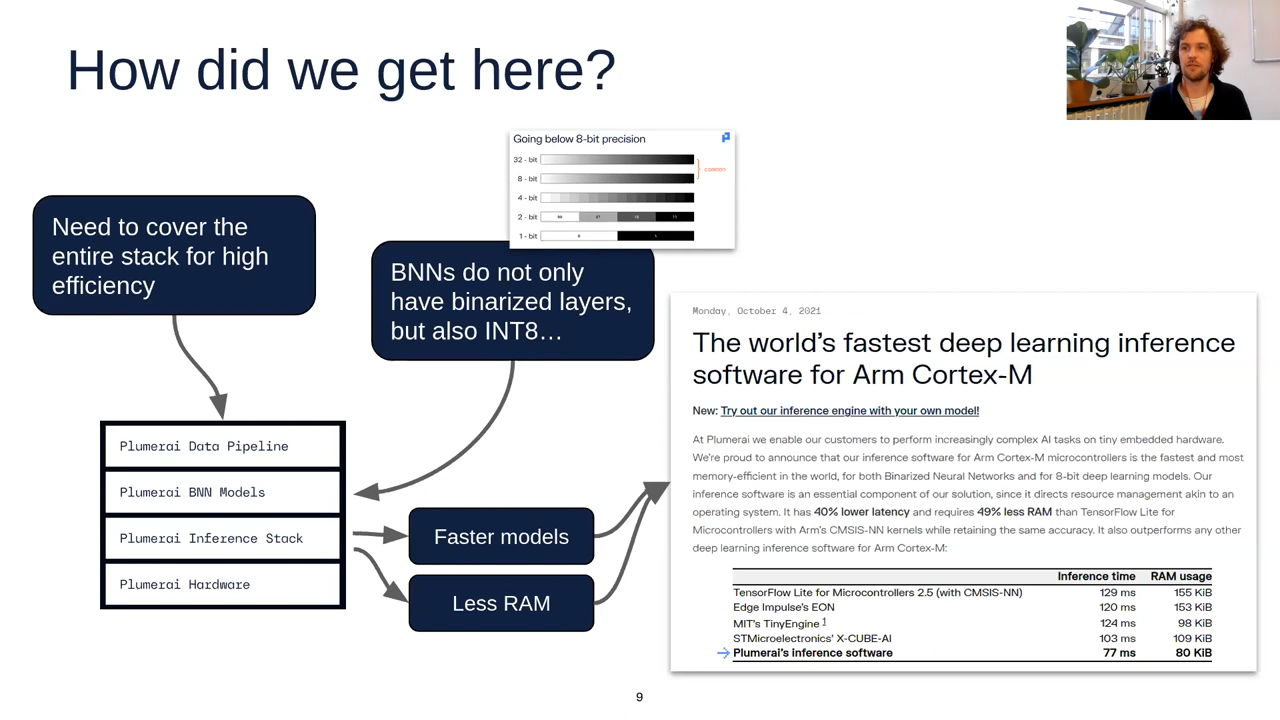 How did we get here?
Going below 8-bit precision
32 - bit
8 - bit
common
4 - bit
2 - bit
1 - bit
Need to cover the
entire stack for high
efficiency
BNNs do not only
have binarized layers,
but also INT8…
Plumerai Data Pipeline
Plumerai BNN Models
Plumerai Inference Stack
Plumerai Hardware
Faster models
Less RAM
Monday, October 4, 2021
The world's fastest deep learning inference
software for Arm Cortex-M
New: Try out our inference engine with your own model!
At Plumerai we enable our customers to perform increasingly complex AI tasks on tiny embedded hardware.
We're proud to announce that our inference software for Arm Cortex-M microcontrollers is the fastest and most
memory-efficient in the world, for both Binarized Neural Networks and for 8-bit deep learning models. Our
inference software is an essential component of our solution, since it directs resource management akin to an
operating system. It has 40% lower latency and requires 49% less RAM than TensorFlow Lite for
Microcontrollers with Arm's CMSIS-NN kernels while retaining the same accuracy. It also outperforms any other
deep learning inference software for Arm Cortex-M:
Inference time RAM usage
TensorFlow Lite for Microcontrollers 2.5 (with CMSIS-NN) 129 ms 155 KiB
Edge Impulse's EON 120 ms 153 KiB
MIT's TinyEngine 1 124 ms 98 KiB
STMicroelectronics' X-CUBE-AI 103 ms 109 KiB
Plumerai's inference software 77 ms 80 KiB
9